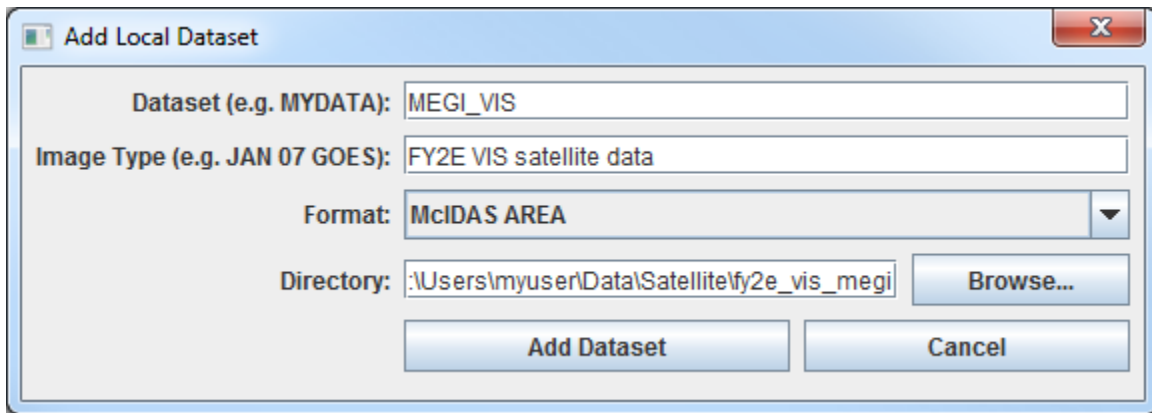 Add Local Dataset
Dataset (e.g. MYDATA): MEGI_VIS
Image Type (e.g. JAN 07 GOES): FY2E VIS satellite data
Format: McIDAS AREA
Directory: :\Users\myuser\Data\Satellite\fy2e_vis_megi Browse...
Add Dataset Cancel